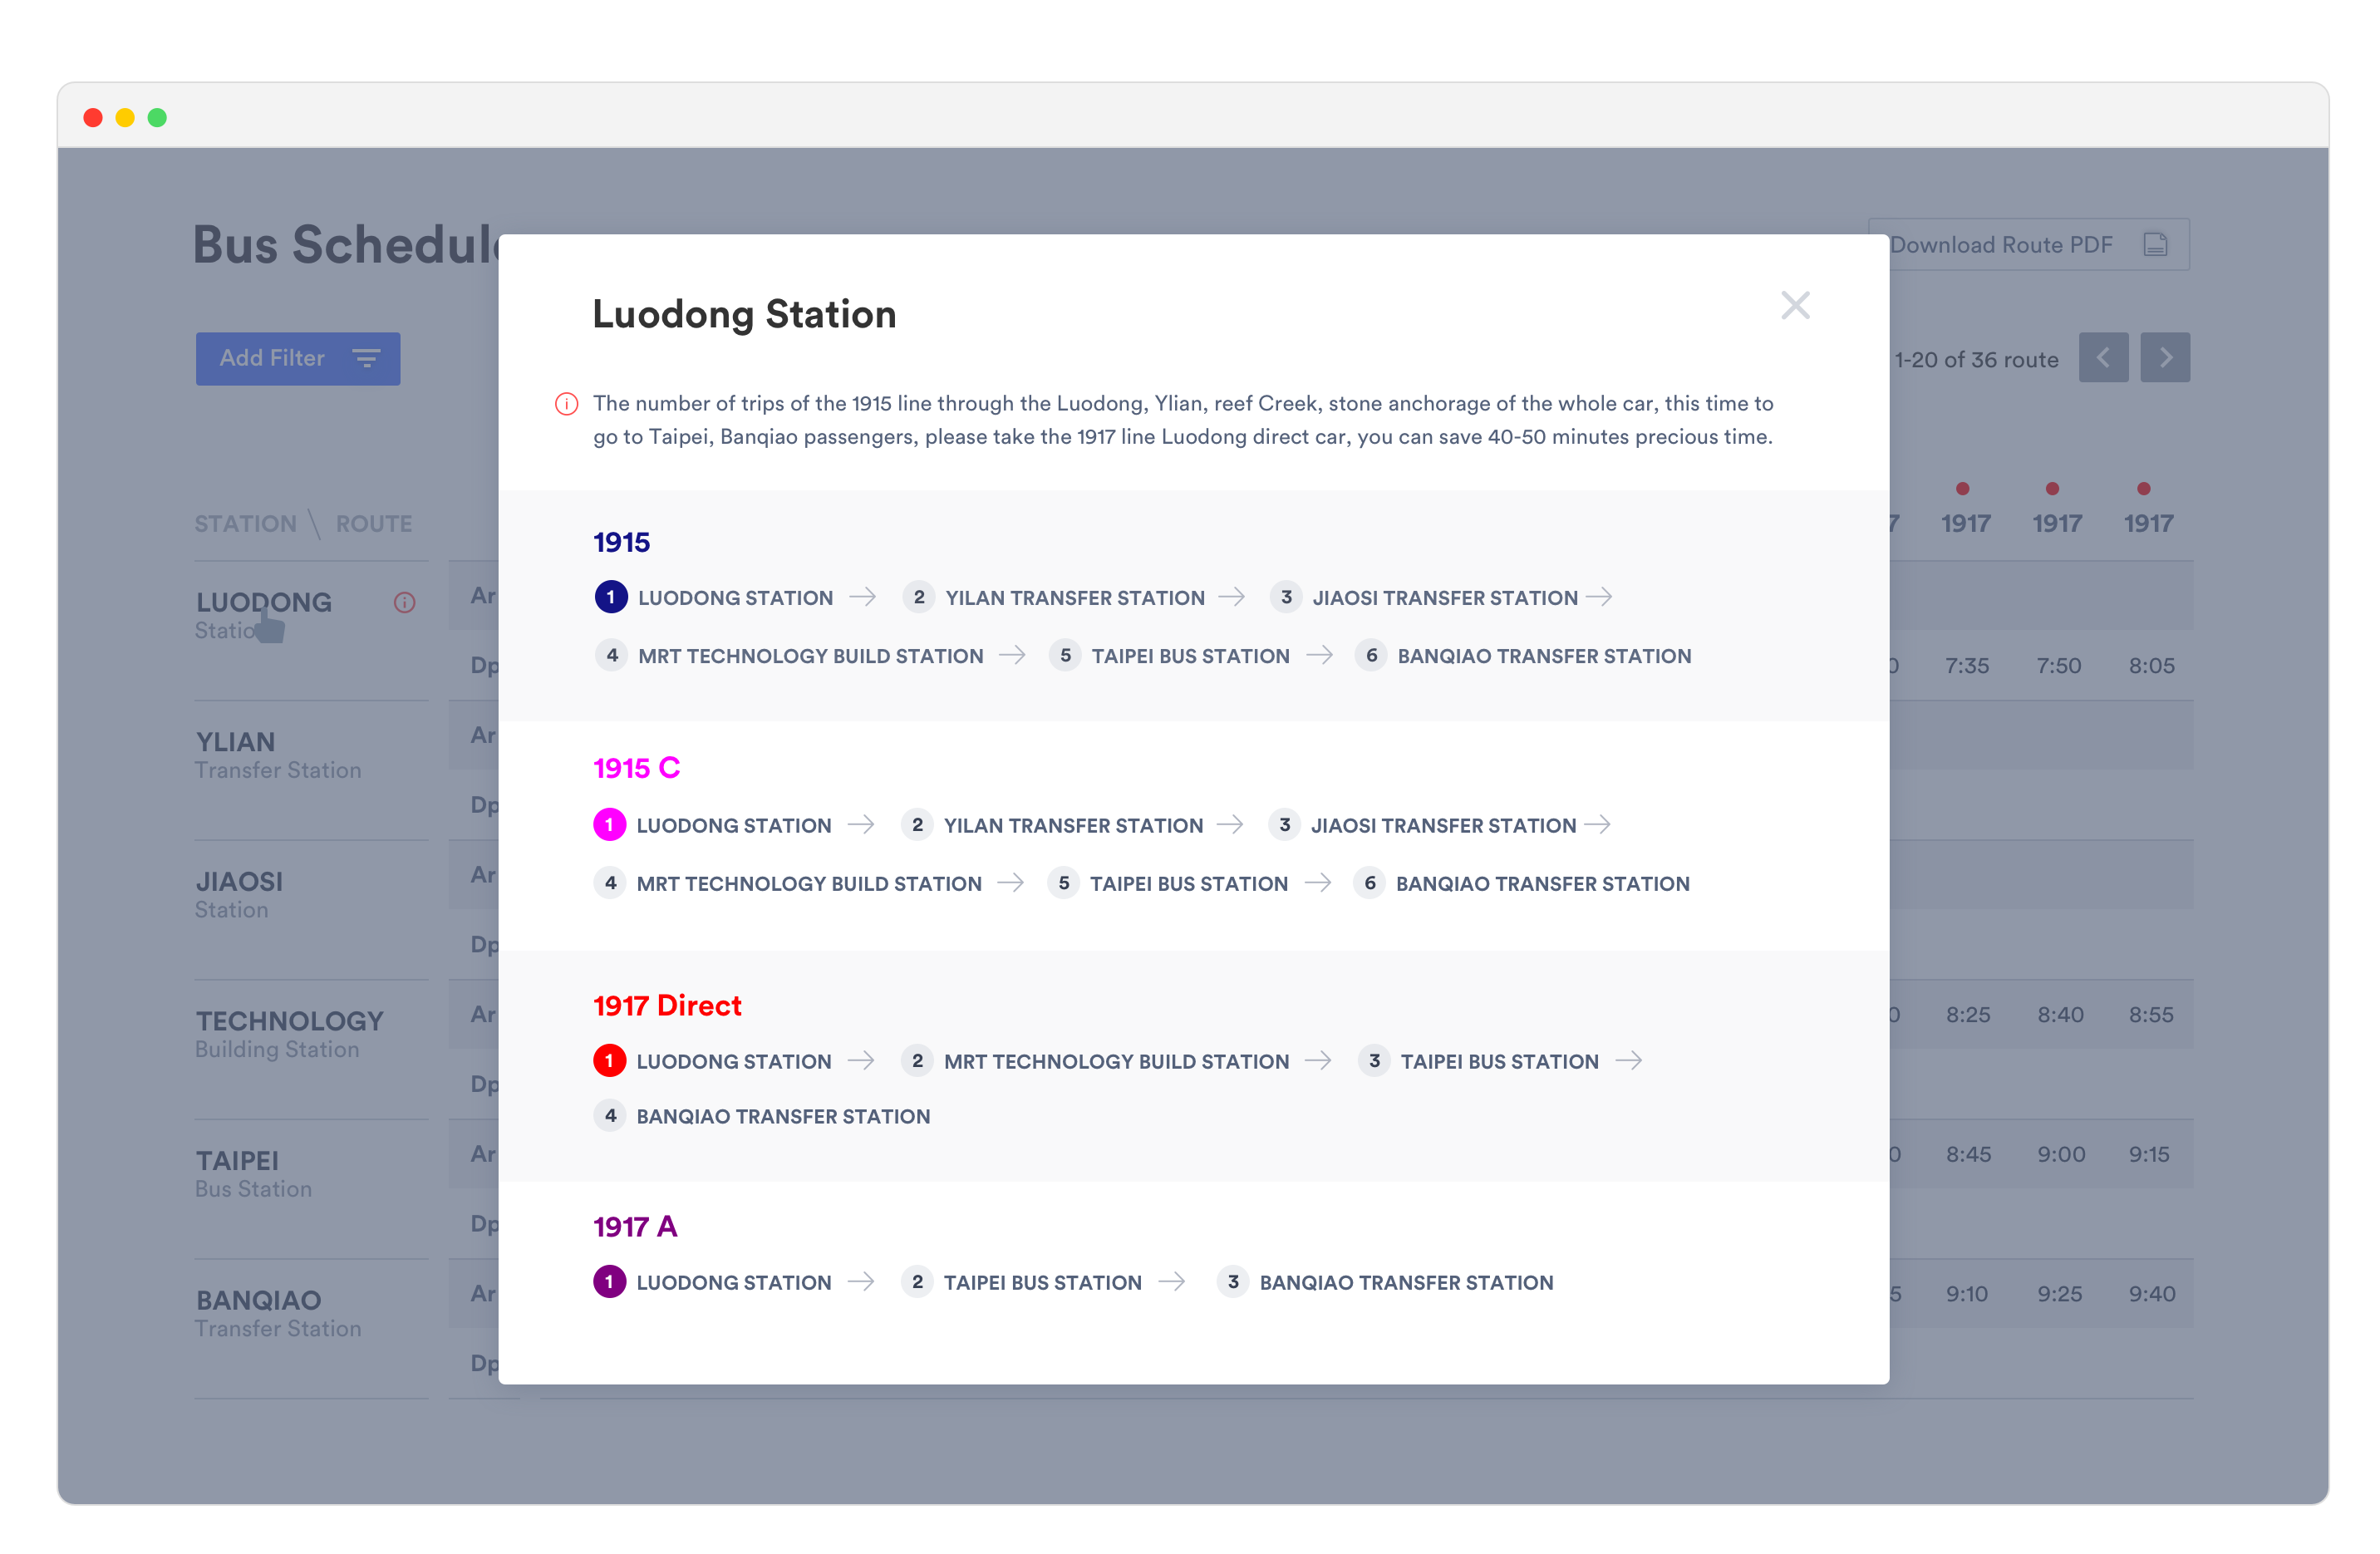 Bus Schedul
Download Route PDF
Luodong Station
Add Filter
1-20 of 36 route
The number of trips of the 1915 line through the Luodong, Ylian, reef Creek, stone anchorage of the whole car, this time to
go to Taipei, Banqiao passengers, please take the 1917 line Luodong direct car, you can save 40-50 minutes precious time.
STATION \ ROUTE
7 1917 1917 1917
1915
LUODONG
Statio
Ar
1 LUODONG STATION → 2 YILAN TRANSFER STATION → 3 JIAOSI TRANSFER STATION →
4 MRT TECHNOLOGY BUILD STATION → 5 TAIPEI BUS STATION → 6 BANQIAO TRANSFER STATION
Dp
0 7:35 7:50 8:05
YLIAN
Transfer Station
Ar
Dp
1915 C
1 LUODONG STATION → 2 YILAN TRANSFER STATION → 3 JIAOSI TRANSFER STATION →
4 MRT TECHNOLOGY BUILD STATION → 5 TAIPEI BUS STATION → 6 BANQIAO TRANSFER STATION
JIAOSI
Station
Ar
Dp
1917 Direct
TECHNOLOGY
Building Station
Ar
0 8:25 8:40 8:55
1 LUODONG STATION → 2 MRT TECHNOLOGY BUILD STATION → 3 TAIPEI BUS STATION →
4 BANQIAO TRANSFER STATION
Dp
TAIPEI
Bus Station
Ar
0 8:45 9:00 9:15
Dp
1917 A
1 LUODONG STATION → 2 TAIPEI BUS STATION → 3 BANQIAO TRANSFER STATION
BANQIAO
Transfer Station
Ar
5 9:10 9:25 9:40
Dp